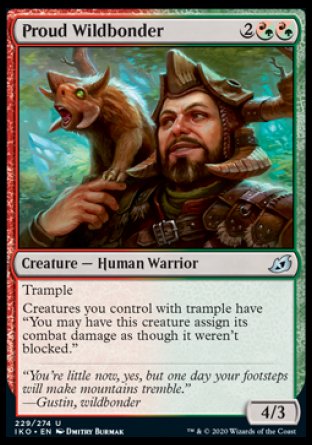 Proud Wildbonder 2
Creature — Human Warrior
Trample
Creatures you control with trample have
“You may have this creature assign its
combat damage as though it weren’t
blocked.”
“You’re little now, yes, but one day your footsteps
will make mountains tremble.”
—Gustin, wildbonder
4/3
229/274 U
IKO • EN Dmitry Burmak
™ & © 2020 Wizards of the Coast